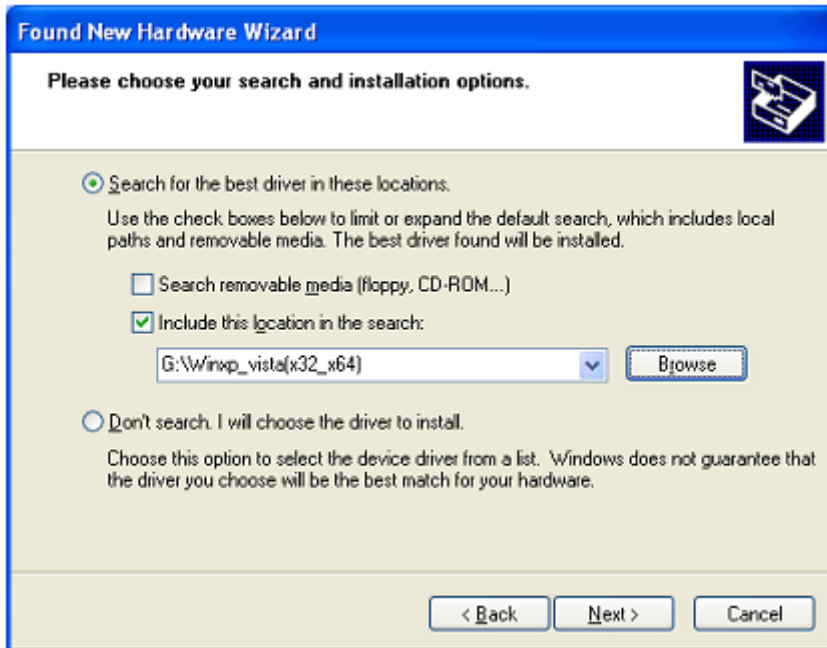 Found New Hardware Wizard
Please choose your search and installation options.
Search for the best driver in these locations.
Use the check boxes below to limit or expand the default search, which includes local
paths and removable media. The best driver found will be installed.
Search removable media (floppy, CD-ROM...)
Include this location in the search:
G:\Winxp_vista(x32_x64)
Browse
Don't search. I will choose the driver to install.
Choose this option to select the device driver from a list. Windows does not guarantee that
the driver you choose will be the best match for your hardware.
< Back
Next >
Cancel